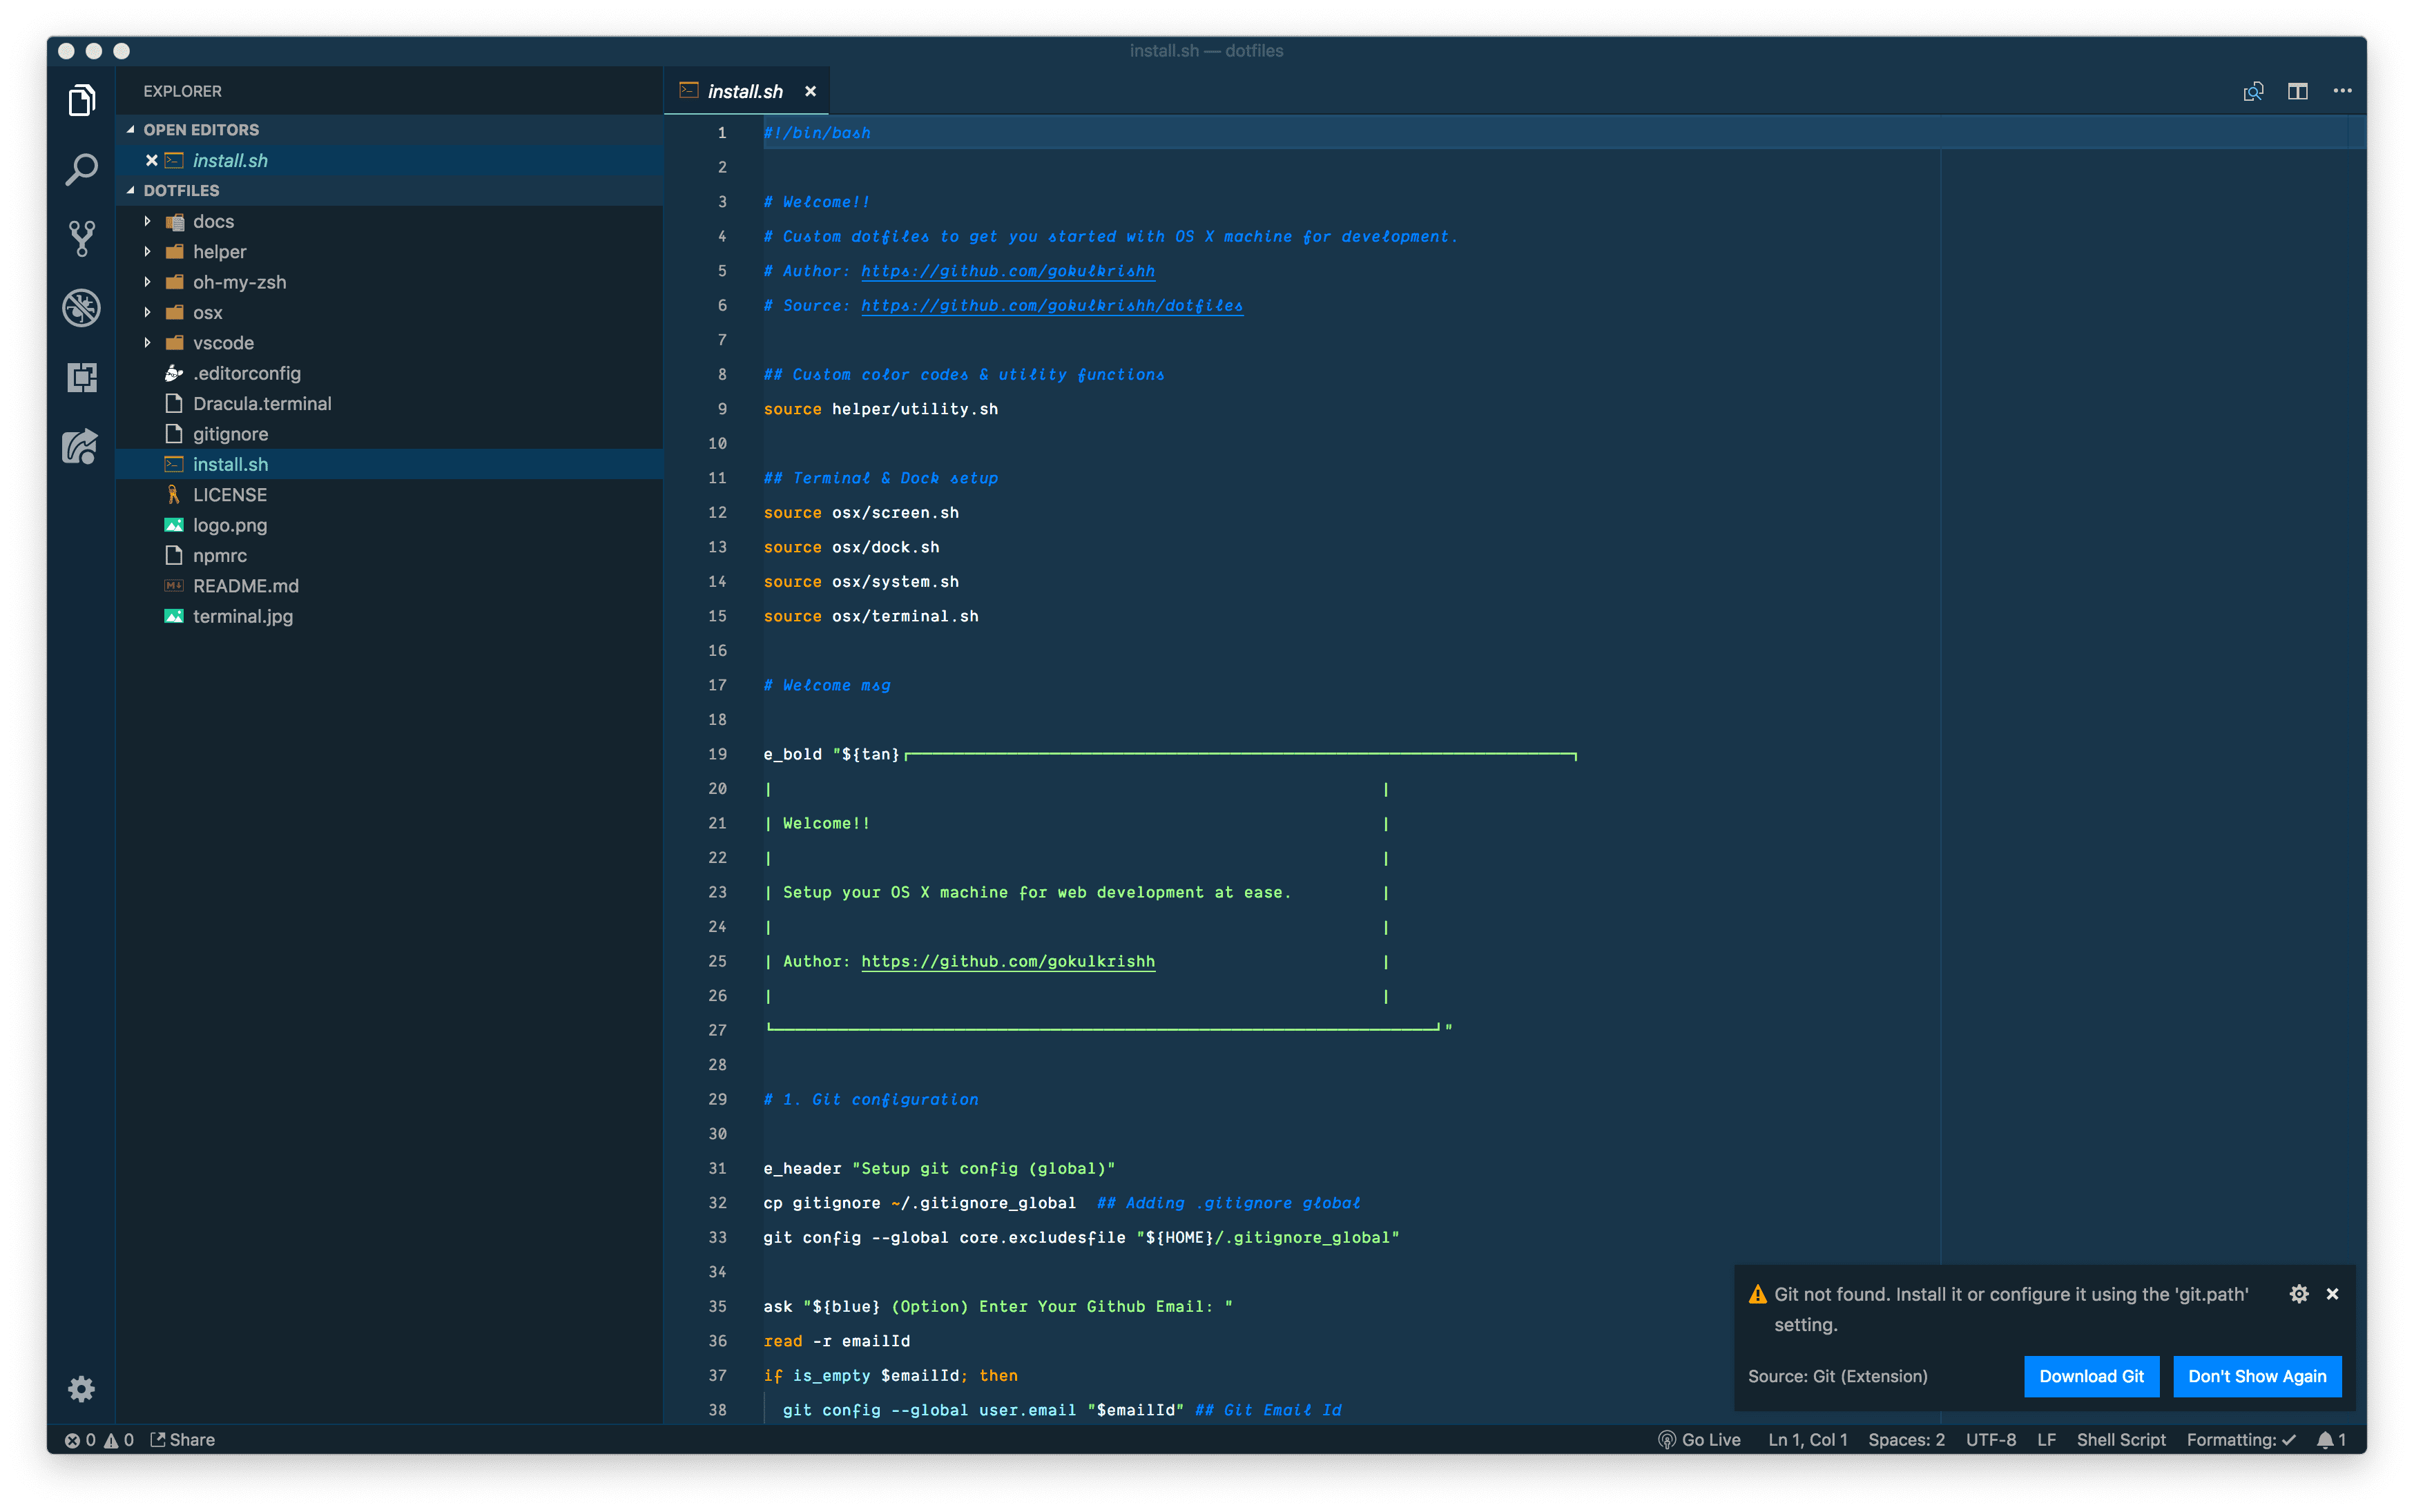 install.sh — dotfiles
EXPLORER
OPEN EDITORS
install.sh
DOTFILES
docs
helper
oh-my-zsh
osx
vscode
.editorconfig
Dracula.terminal
gitignore
install.sh
LICENSE
logo.png
npmrc
README.md
terminal.jpg
install.sh
1 #!/bin/bash
2
3 # Welcome!!
4 # Custom dotfiles to get you started with OS X machine for development.
5 # Author: https://github.com/gokulkrishh
6 # Source: https://github.com/gokulkrishh/dotfiles
7
8 ## Custom color codes & utility functions
9 source helper/utility.sh
10
11 ## Terminal & Dock setup
12 source osx/screen.sh
13 source osx/dock.sh
14 source osx/system.sh
15 source osx/terminal.sh
16
17 # Welcome msg
18
19 e_bold "${tan}┌──────────────────────────────────────────────────────────────┐
20 |                                                               |
21 | Welcome!!                                                     |
22 |                                                               |
23 | Setup your OS X machine for web development at ease.          |
24 |                                                               |
25 | Author: https://github.com/gokulkrishh                        |
26 |                                                               |
27 └──────────────────────────────────────────────────────────────┘"
28
29 # 1. Git configuration
30
31 e_header "Setup git config (global)"
32 cp gitignore ~/.gitignore_global  ## Adding .gitignore global
33 git config --global core.excludesfile "${HOME}/.gitignore_global"
34
35 ask "${blue} (Option) Enter Your Github Email: "
36 read -r emailId
37 if is_empty $emailId; then
38   git config --global user.email "$emailId" ## Git Email Id
Git not found. Install it or configure it using the 'git.path'
setting.
Source: Git (Extension)
Download Git
Don't Show Again
0 0 Share
Go Live Ln 1, Col 1 Spaces: 2 UTF-8 LF Shell Script Formatting: ✓ 1